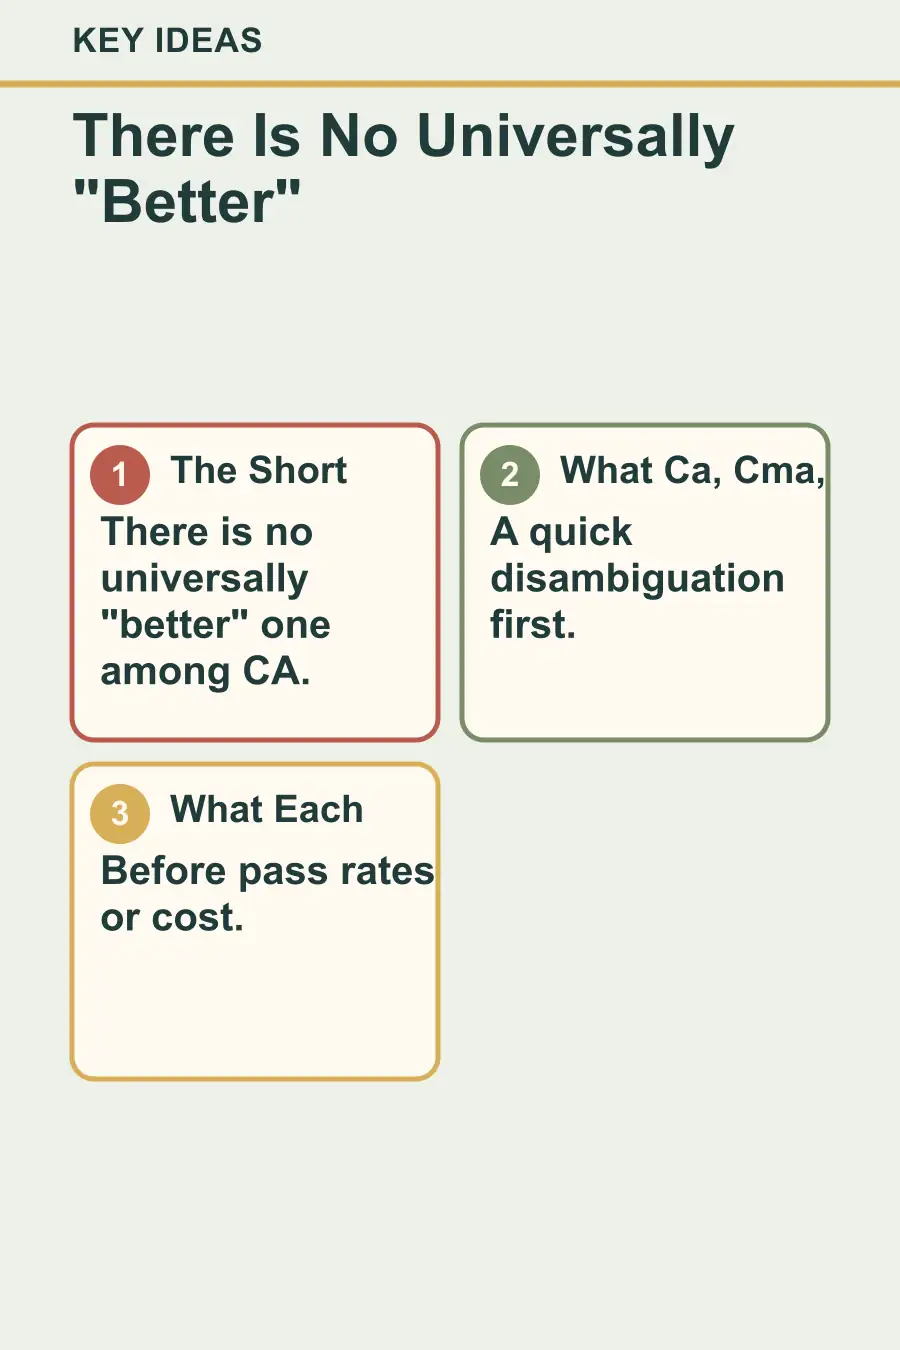 KEY IDEAS
There Is No Universally
"Better"
1
The Short
There is no
universally
"better" one
among CA.
2
What Ca, Cma,
A quick
disambiguation
first.
3
What Each
Before pass rates
or cost.